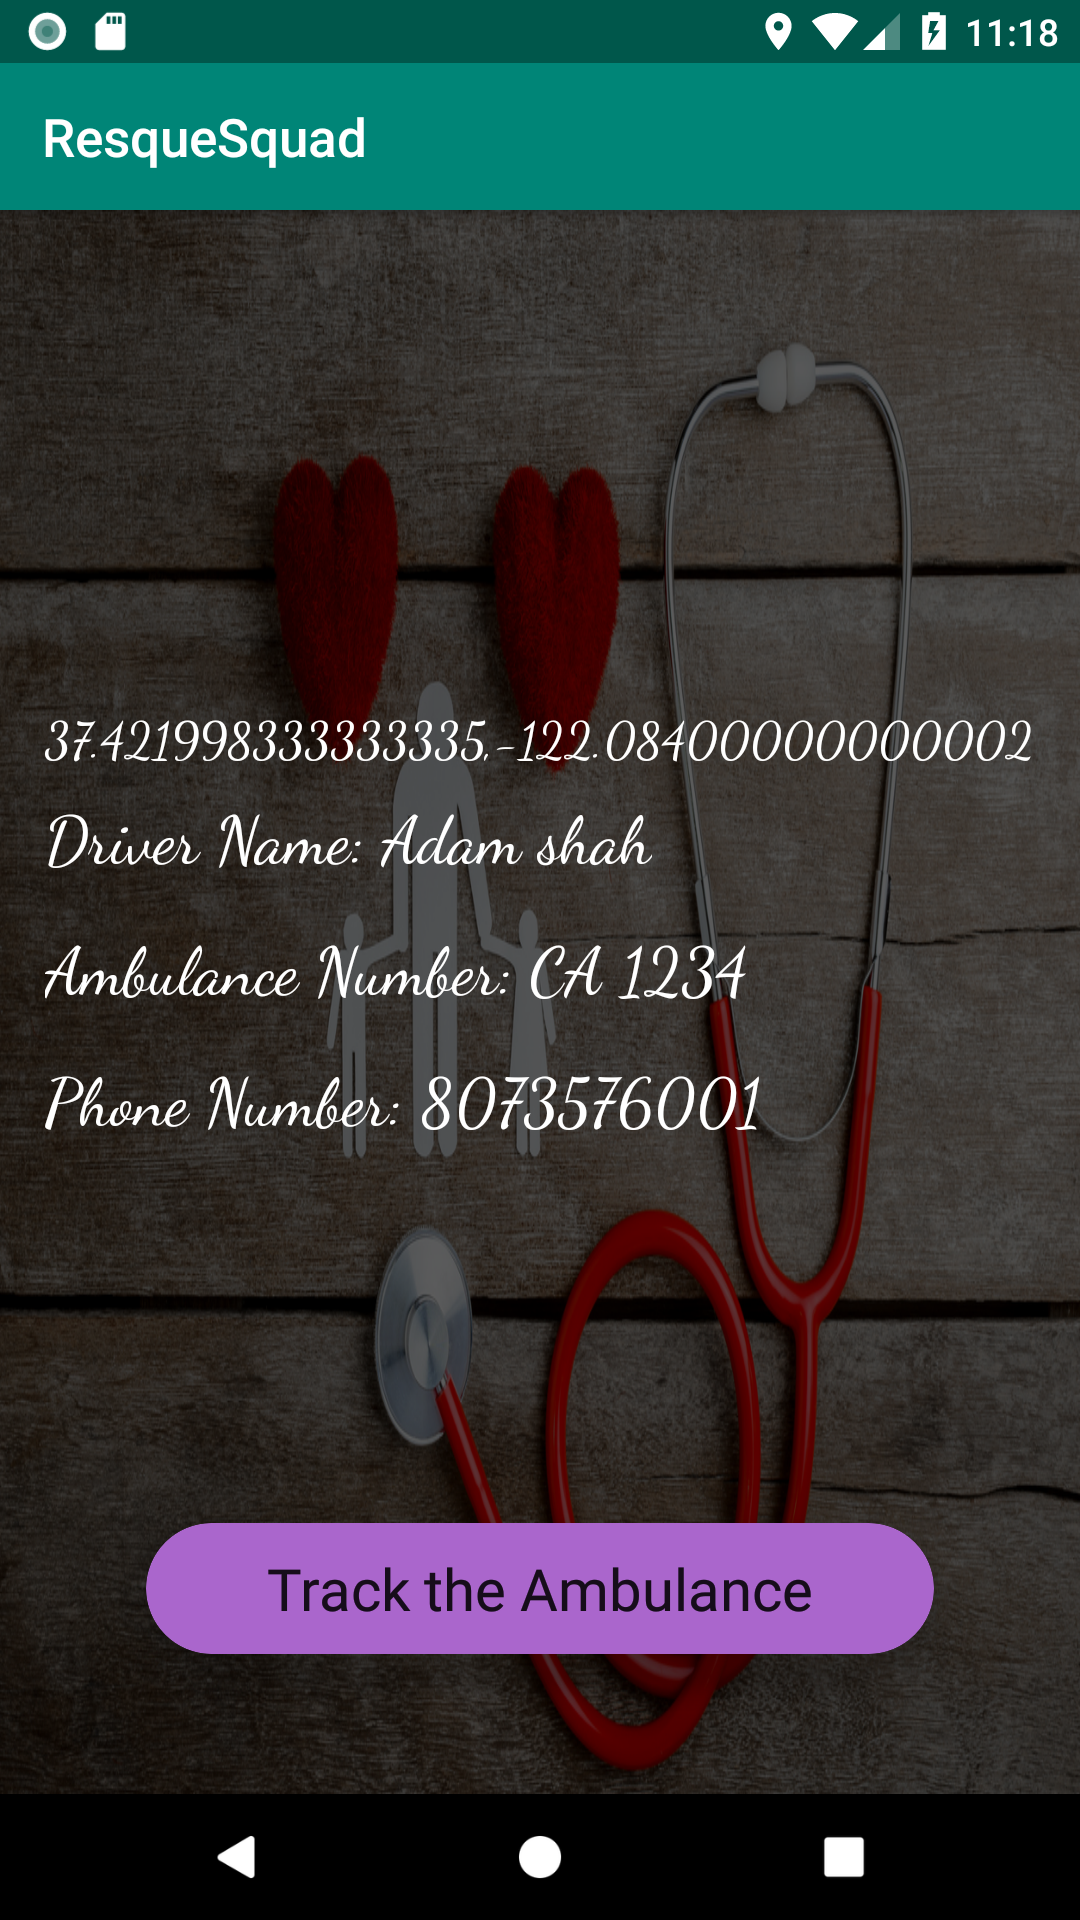 11:18
ResqueSquad
37.421998333333335,-122.08400000000002
Driver Name: Adam shah
Ambulance Number: CA 1234
Phone Number: 8073576001
Track the Ambulance